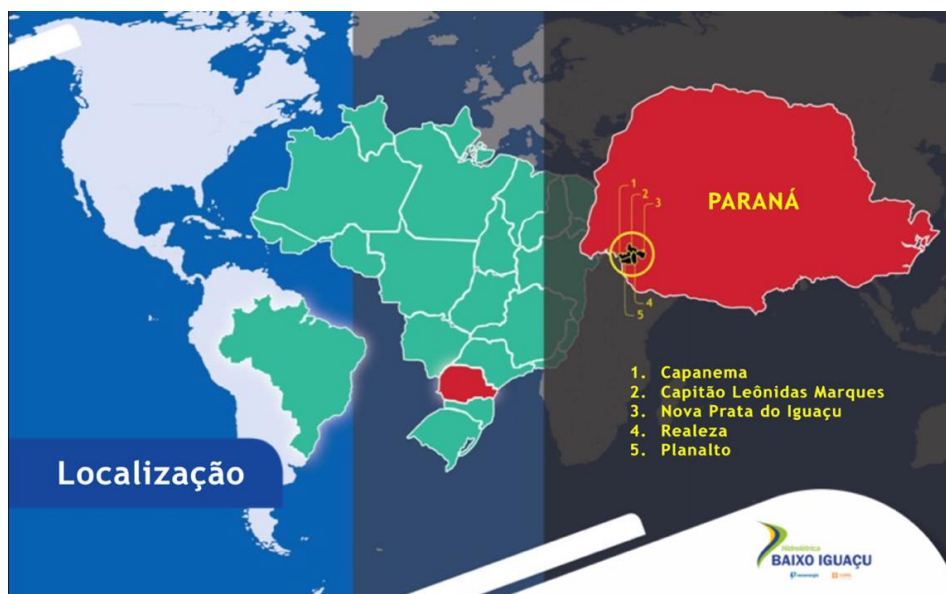 1
2
3
PARANÁ
4
5
1. Capanema
2. Capitão Leônidas Marques
3. Nova Prata do Iguaçu
4. Realeza
5. Planalto
Localização
Hidrelétrica
BAIXO IGUAÇU
neoenergia